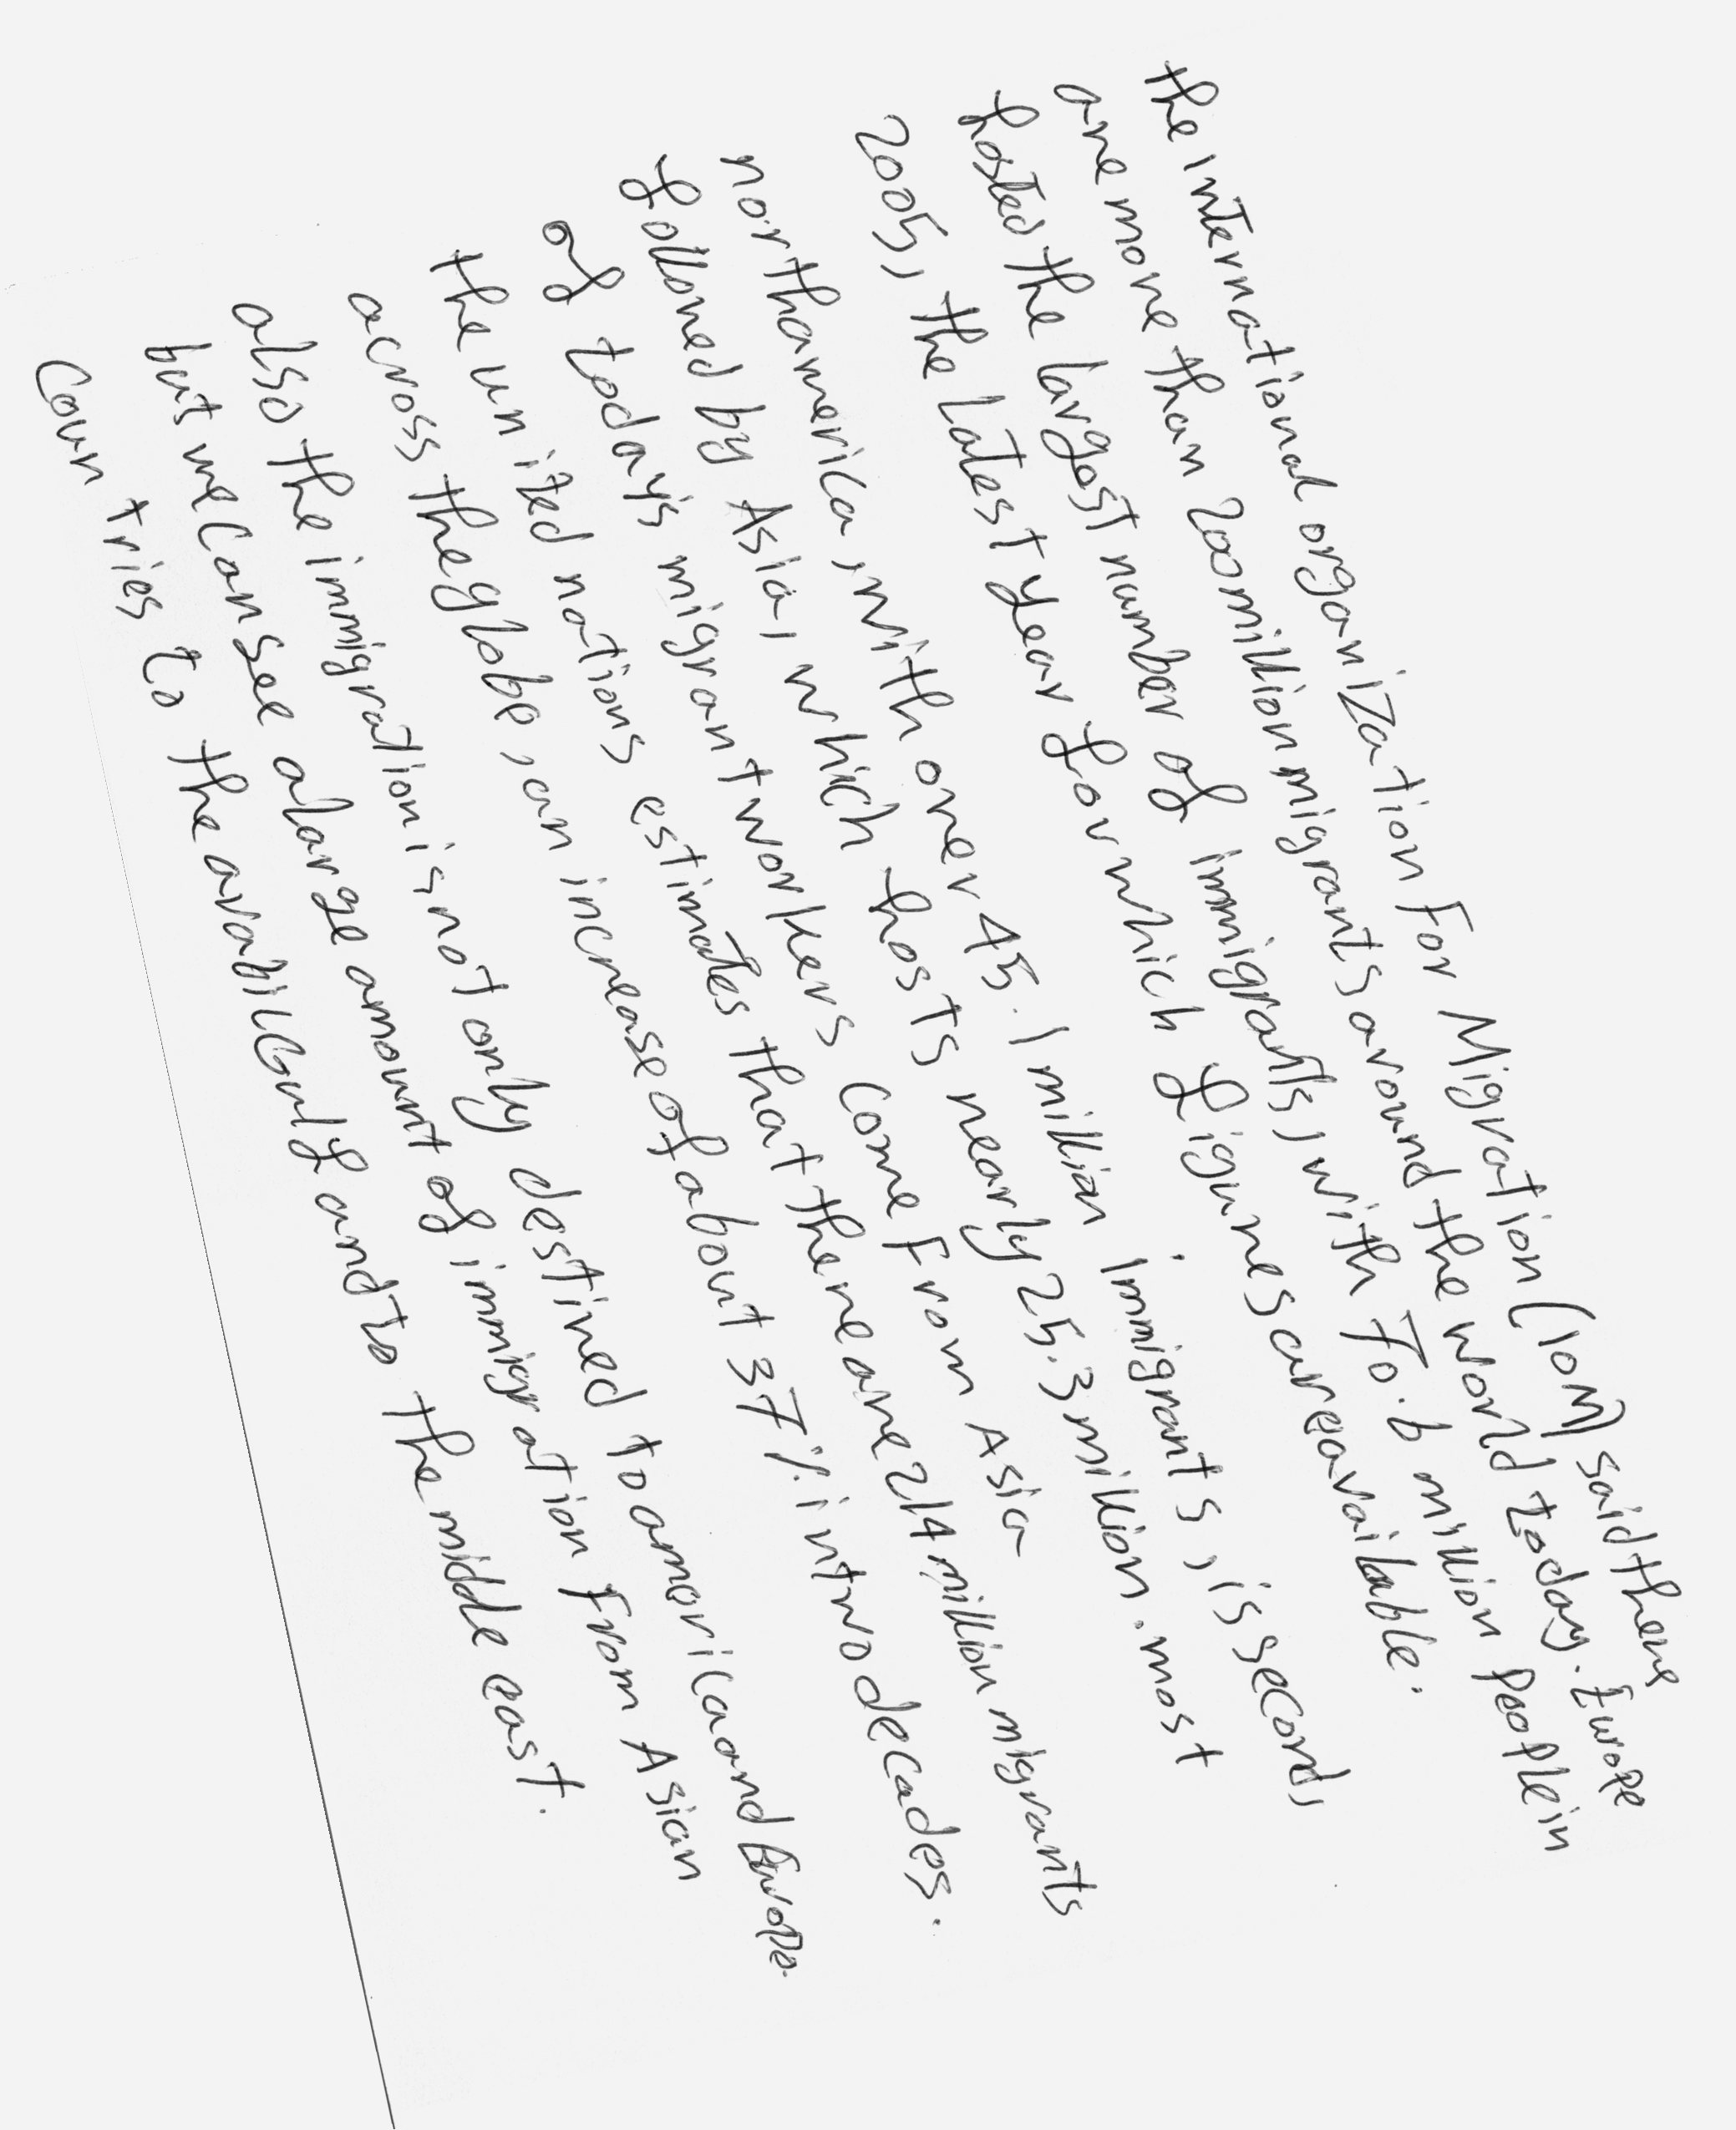 the international organization For Migration (IOM) said there
are more than 200 million migrants around the world today. Europe
hosted the largest number of immigrants, with 70.6 million people in
2005, the latest year for which figures are available.
north america, with over 45.1 million immigrants, is second,
followed by Asia, which hosts nearly 25.3 million. most
of today's migrant workers come From Asia
the united nations estimates that there are 214 million migrants
across the globe, an increase of about 37% in two decades.
also the immigration is not only destined to america and Europe.
but we can see a large amount of immigration from Asian
countries to the arabic Gulf and to the middle east.